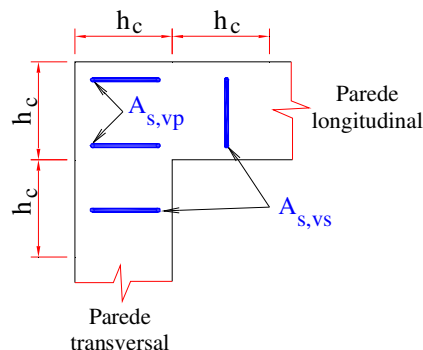 h_c h_c
h_c
A_s,vp
Parede
longitudinal
h_c
A_s,vs
Parede
transversal